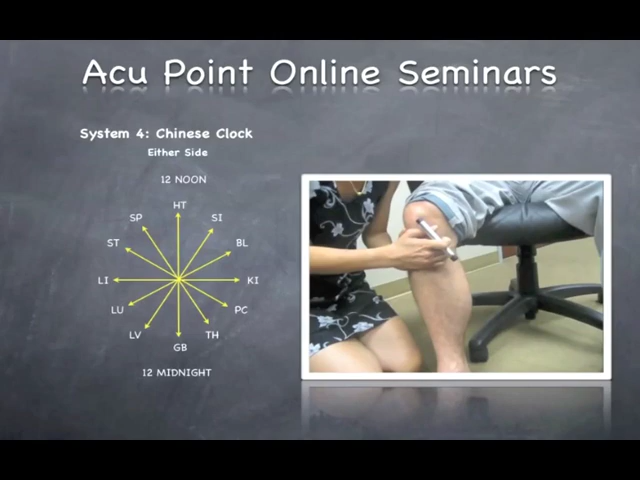 Acu Point Online Seminars
System 4: Chinese Clock
Either Side
12 NOON
HT
SP
SI
ST
BL
LI
KI
LU
PC
LV
TH
GB
12 MIDNIGHT